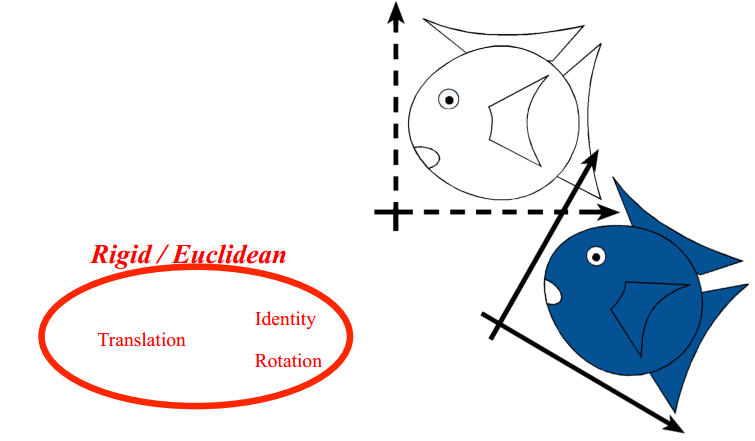 Rigid / Euclidean
Identity
Translation
Rotation